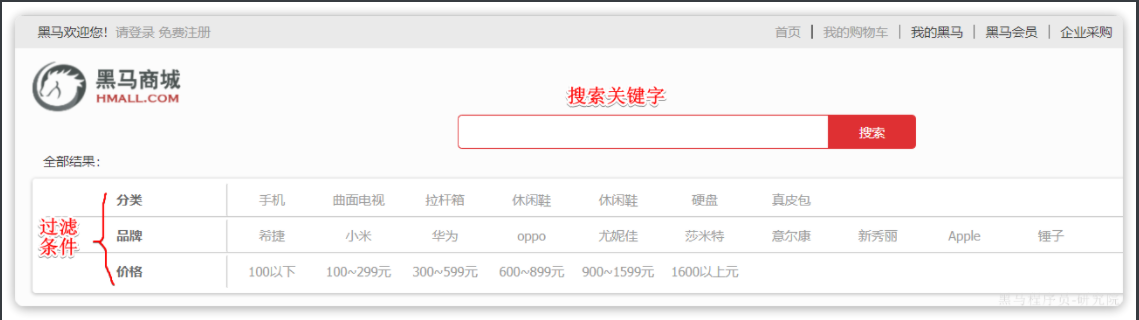 黑马欢迎您! 请登录 免费注册 首页 | 我的购物车 | 我的黑马 | 黑马会员 | 企业采购
黑马商城
HMALL.COM
搜索关键字
搜索
全部结果:
分类 手机 曲面电视 拉杆箱 休闲鞋 休闲鞋 硬盘 真皮包
过滤条件
品牌 希捷 小米 华为 oppo 尤妮佳 莎米特 意尔康 新秀丽 Apple 锤子
价格 100以下 100~299元 300~599元 600~899元 900~1599元 1600以上元
黑马程序员-研究院